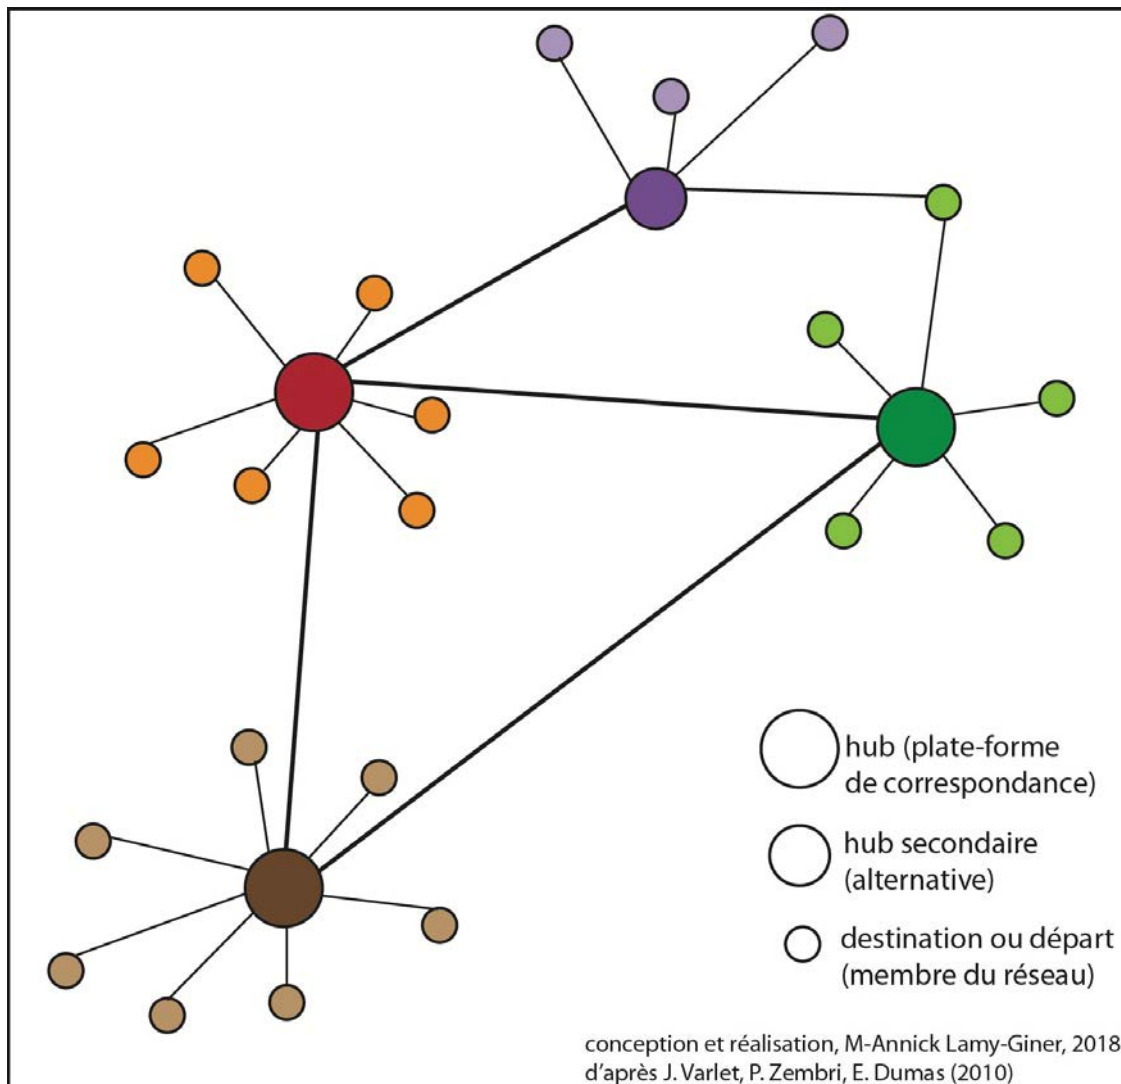 hub (plate-forme
de correspondance)
hub secondaire
(alternative)
destination ou départ
(membre du réseau)
conception et réalisation, M-Annick Lamy-Giner, 2018
d'après J. Varlet, P. Zembri, E. Dumas (2010)